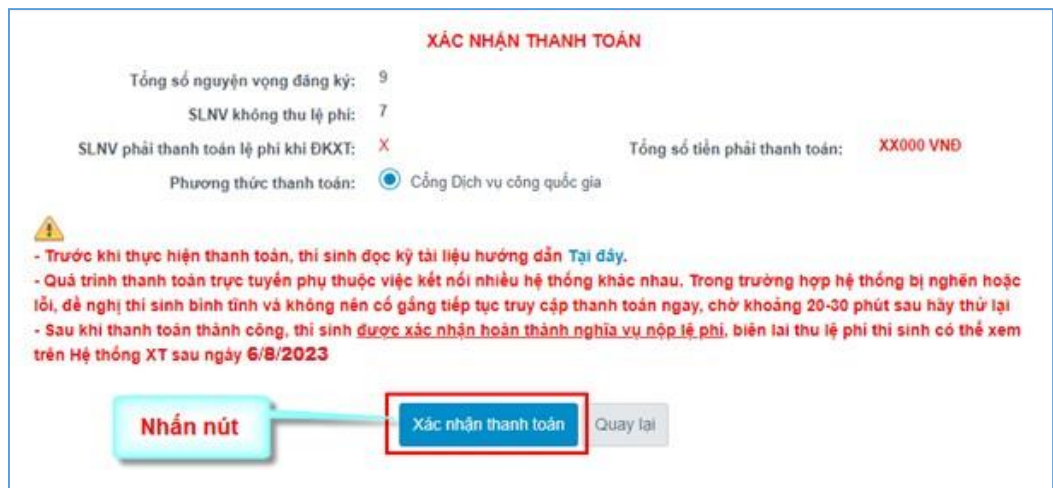 XÁC NHẬN THANH TOÁN
Tổng số nguyện vọng đăng ký: 9
SLNV không thu lệ phí: 7
SLNV phải thanh toán lệ phí khi ĐKXT: X Tổng số tiền phải thanh toán: XX000 VNĐ
Phương thức thanh toán: Cổng Dịch vụ công quốc gia
- Trước khi thực hiện thanh toán, thí sinh đọc kỹ tài liệu hướng dẫn Tại đây.
- Quá trình thanh toán trực tuyến phụ thuộc việc kết nối nhiều hệ thống khác nhau. Trong trường hợp hệ thống bị nghẽn hoặc
lỗi, đề nghị thí sinh bình tĩnh và không nên cố gắng tiếp tục truy cập thanh toán ngay, chờ khoảng 20-30 phút sau hãy thử lại
- Sau khi thanh toán thành công, thí sinh được xác nhận hoàn thành nghĩa vụ nộp lệ phí, biên lai thu lệ phí thí sinh có thể xem
trên Hệ thống XT sau ngày 6/8/2023
Nhấn nút Xác nhận thanh toán Quay lại